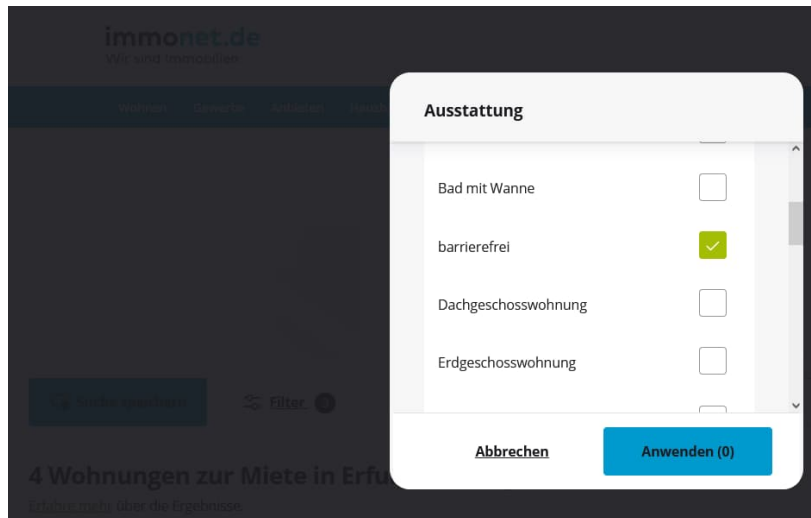 immonet.de
Wir sind Immobilien.
Wohnen Gewerbe Anbieten
Ausstattung
Bad mit Wanne
barrierefrei
Dachgeschosswohnung
Erdgeschosswohnung
Suche speichern
Filter
Abbrechen
Anwenden (0)
4 Wohnungen zur Miete in Erfu
Erfahre mehr über die Ergebnisse.